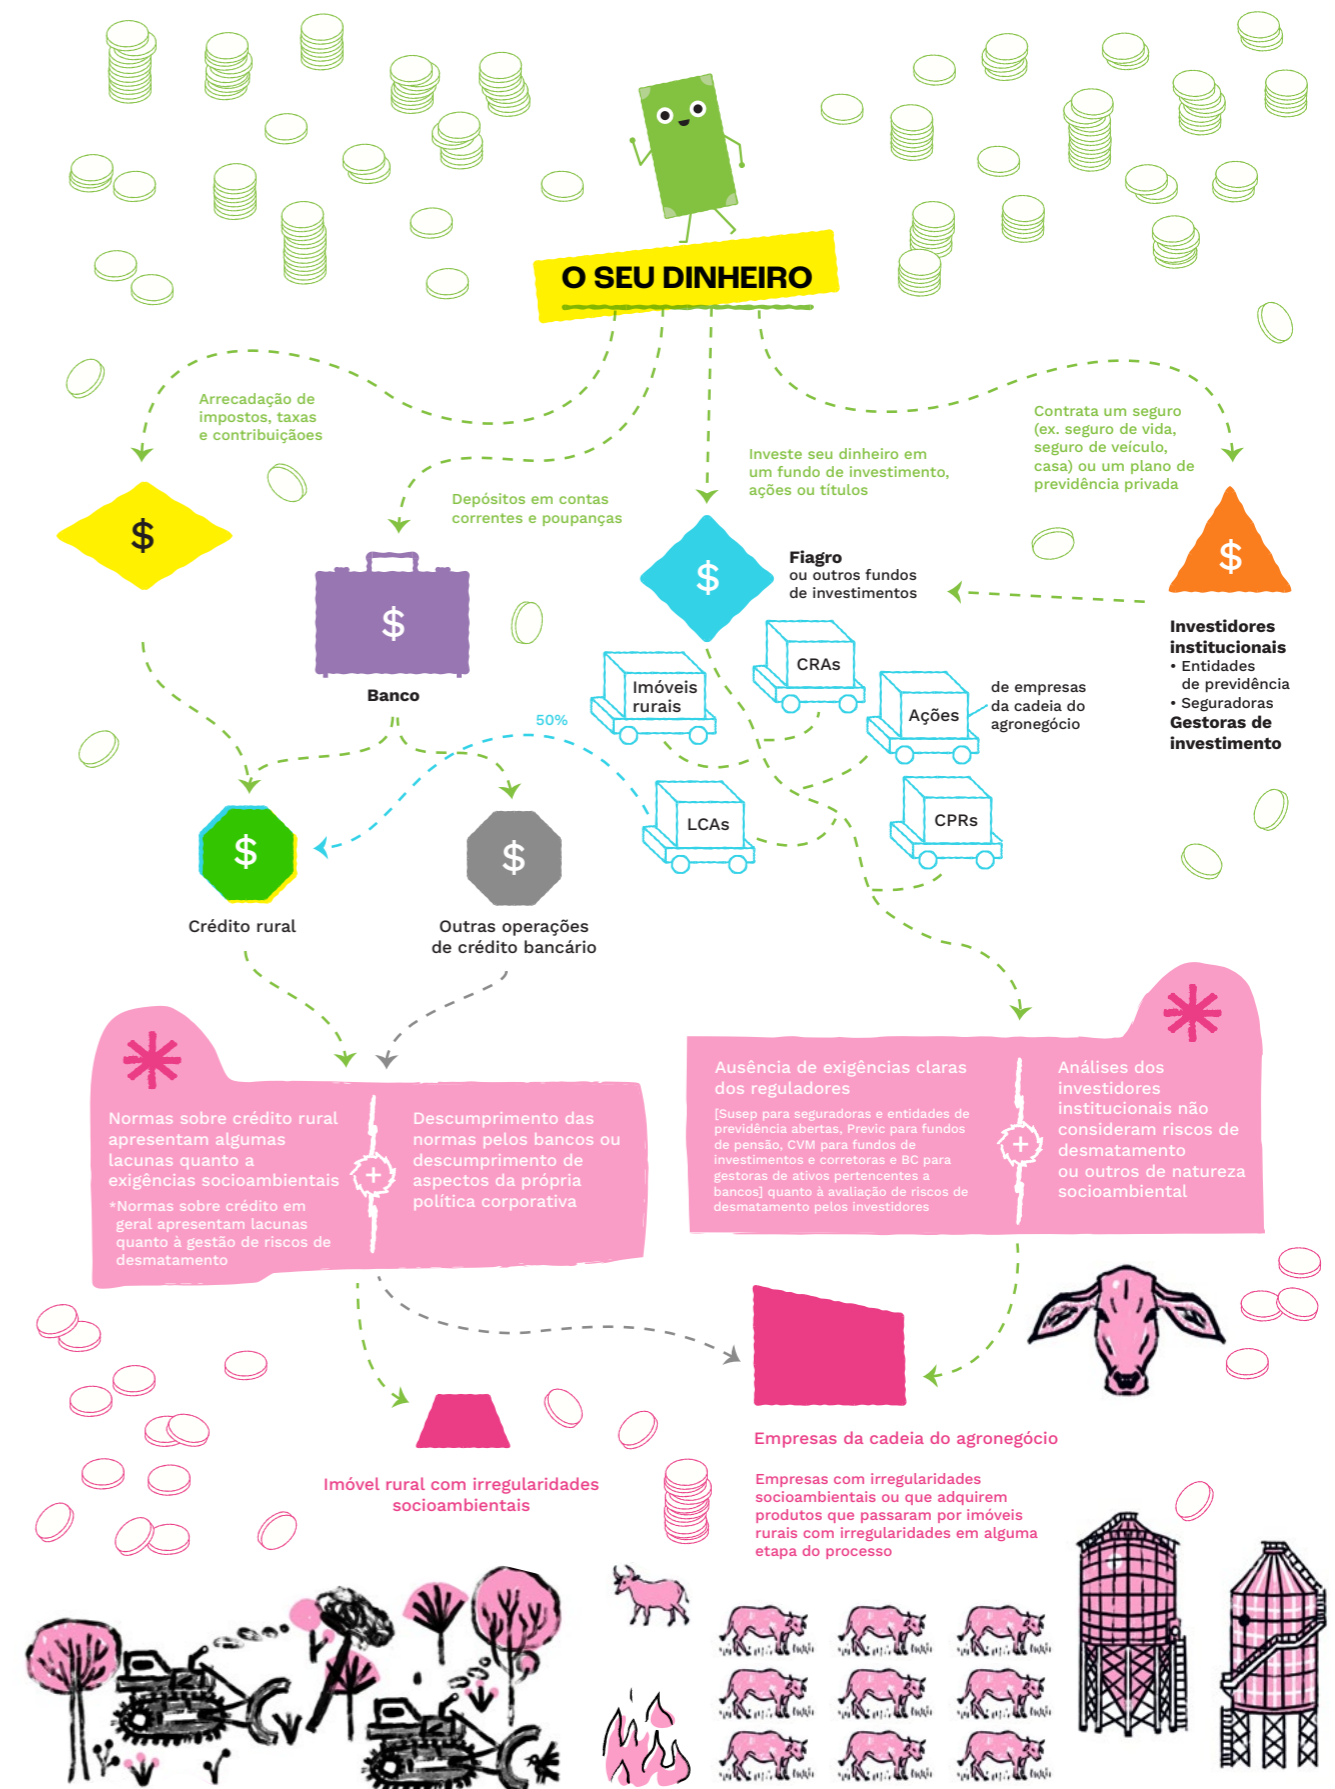 O SEU DINHEIRO
Arrecadação de
impostos, taxas
e contribuiçãoes
Depósitos em contas
correntes e poupanças
Investe seu dinheiro em
um fundo de investimento,
ações ou títulos
Contrata um seguro
(ex. seguro de vida,
seguro de veículo,
casa) ou um plano de
previdência privada
$
$
$
$
Banco
Fiagro
ou outros fundos
de investimentos
Investidores
institucionais
• Entidades
de previdência
• Seguradoras
Gestoras de
investimento
Imóveis
rurais
CRAs
Ações
de empresas
da cadeia do
agronegócio
LCAs
CPRs
50%
$
$
Crédito rural
Outras operações
de crédito bancário
Normas sobre crédito rural
apresentam algumas
lacunas quanto a
exigências socioambientais
*Normas sobre crédito em
geral apresentam lacunas
quanto à gestão de riscos de
desmatamento
+
Descumprimento das
normas pelos bancos ou
descumprimento de
aspectos da própria
política corporativa
Ausência de exigências claras
dos reguladores
[Susep para seguradoras e entidades de
previdência abertas, Previc para fundos
de pensão, CVM para fundos de
investimentos e corretoras e BC para
gestoras de ativos pertencentes a
bancos] quanto à avaliação de riscos de
desmatamento pelos investidores
+
Análises dos
investidores
institucionais não
consideram riscos de
desmatamento
ou outros de natureza
socioambiental
Imóvel rural com irregularidades
socioambientais
Empresas da cadeia do agronegócio
Empresas com irregularidades
socioambientais ou que adquirem
produtos que passaram por imóveis
rurais com irregularidades em alguma
etapa do processo